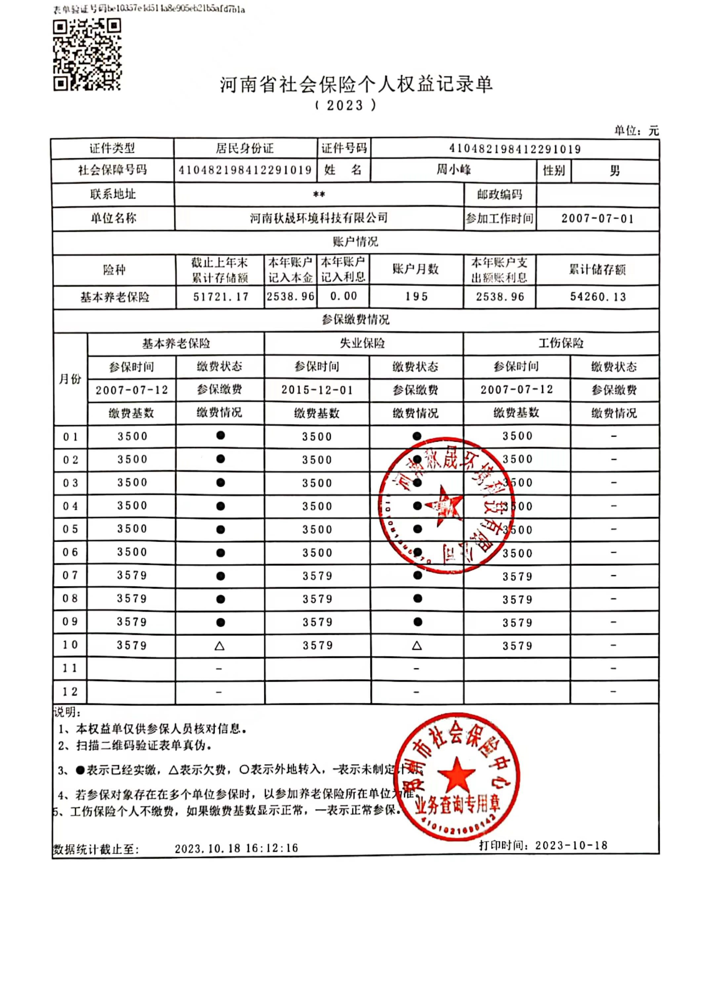 表单验证号码be10357e4d514a8e905eb21b5afd7b1a
河南省社会保险个人权益记录单
( 2023 )
单位：元
证件类型 居民身份证 证件号码 410482198412291019
社会保障号码 410482198412291019 姓 名 周小峰 性别 男
联系地址 ** 邮政编码
单位名称 河南秋晟环境科技有限公司 参加工作时间 2007-07-01
账户情况
险种 截止上年末累计存储额 本年账户记入本金 本年账户记入利息 账户月数 本年账户支出额账利息 累计储存额
基本养老保险 51721.17 2538.96 0.00 195 2538.96 54260.13
参保缴费情况
月份 基本养老保险 失业保险 工伤保险
参保时间 缴费状态 参保时间 缴费状态 参保时间 缴费状态
2007-07-12 参保缴费 2015-12-01 参保缴费 2007-07-12 参保缴费
缴费基数 缴费情况 缴费基数 缴费情况 缴费基数 缴费情况
01 3500 ● 3500 ● 3500 -
02 3500 ● 3500 ● 3500 -
03 3500 ● 3500 ● 3500 -
04 3500 ● 3500 ● 3500 -
05 3500 ● 3500 ● 3500 -
06 3500 ● 3500 ● 3500 -
07 3579 ● 3579 ● 3579 -
08 3579 ● 3579 ● 3579 -
09 3579 ● 3579 ● 3579 -
10 3579 △ 3579 △ 3579 -
11 - - -
12 - - -
河南秋晟环境科技有限公司
说明：
1、本权益单仅供参保人员核对信息。
2、扫描二维码验证表单真伪。
3、●表示已经实缴，△表示欠费，○表示外地转入，-表示未制定计划。
4、若参保对象存在在多个单位参保时，以参加养老保险所在单位为准。
5、工伤保险个人不缴费，如果缴费基数显示正常，—表示正常参保。
郑州市社会保险中心
业务查询专用章
数据统计截止至： 2023.10.18 16:12:16 打印时间：2023-10-18